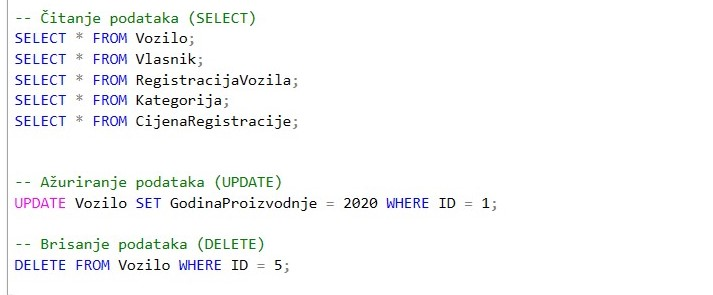 -- Čitanje podataka (SELECT)
SELECT * FROM Vozilo;
SELECT * FROM Vlasnik;
SELECT * FROM RegistracijaVozila;
SELECT * FROM Kategorija;
SELECT * FROM CijenaRegistracije;
-- Ažuriranje podataka (UPDATE)
UPDATE Vozilo SET GodinaProizvodnje = 2020 WHERE ID = 1;
-- Brisanje podataka (DELETE)
DELETE FROM Vozilo WHERE ID = 5;